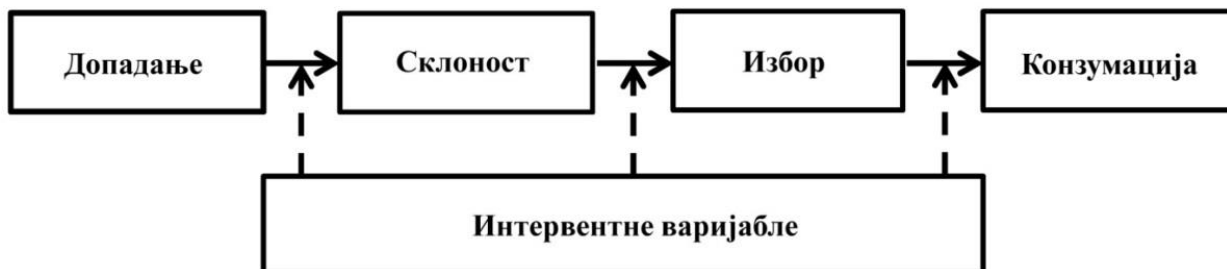 Допадање
Склоност
Избор
Конзумација
Интервентне варијабле